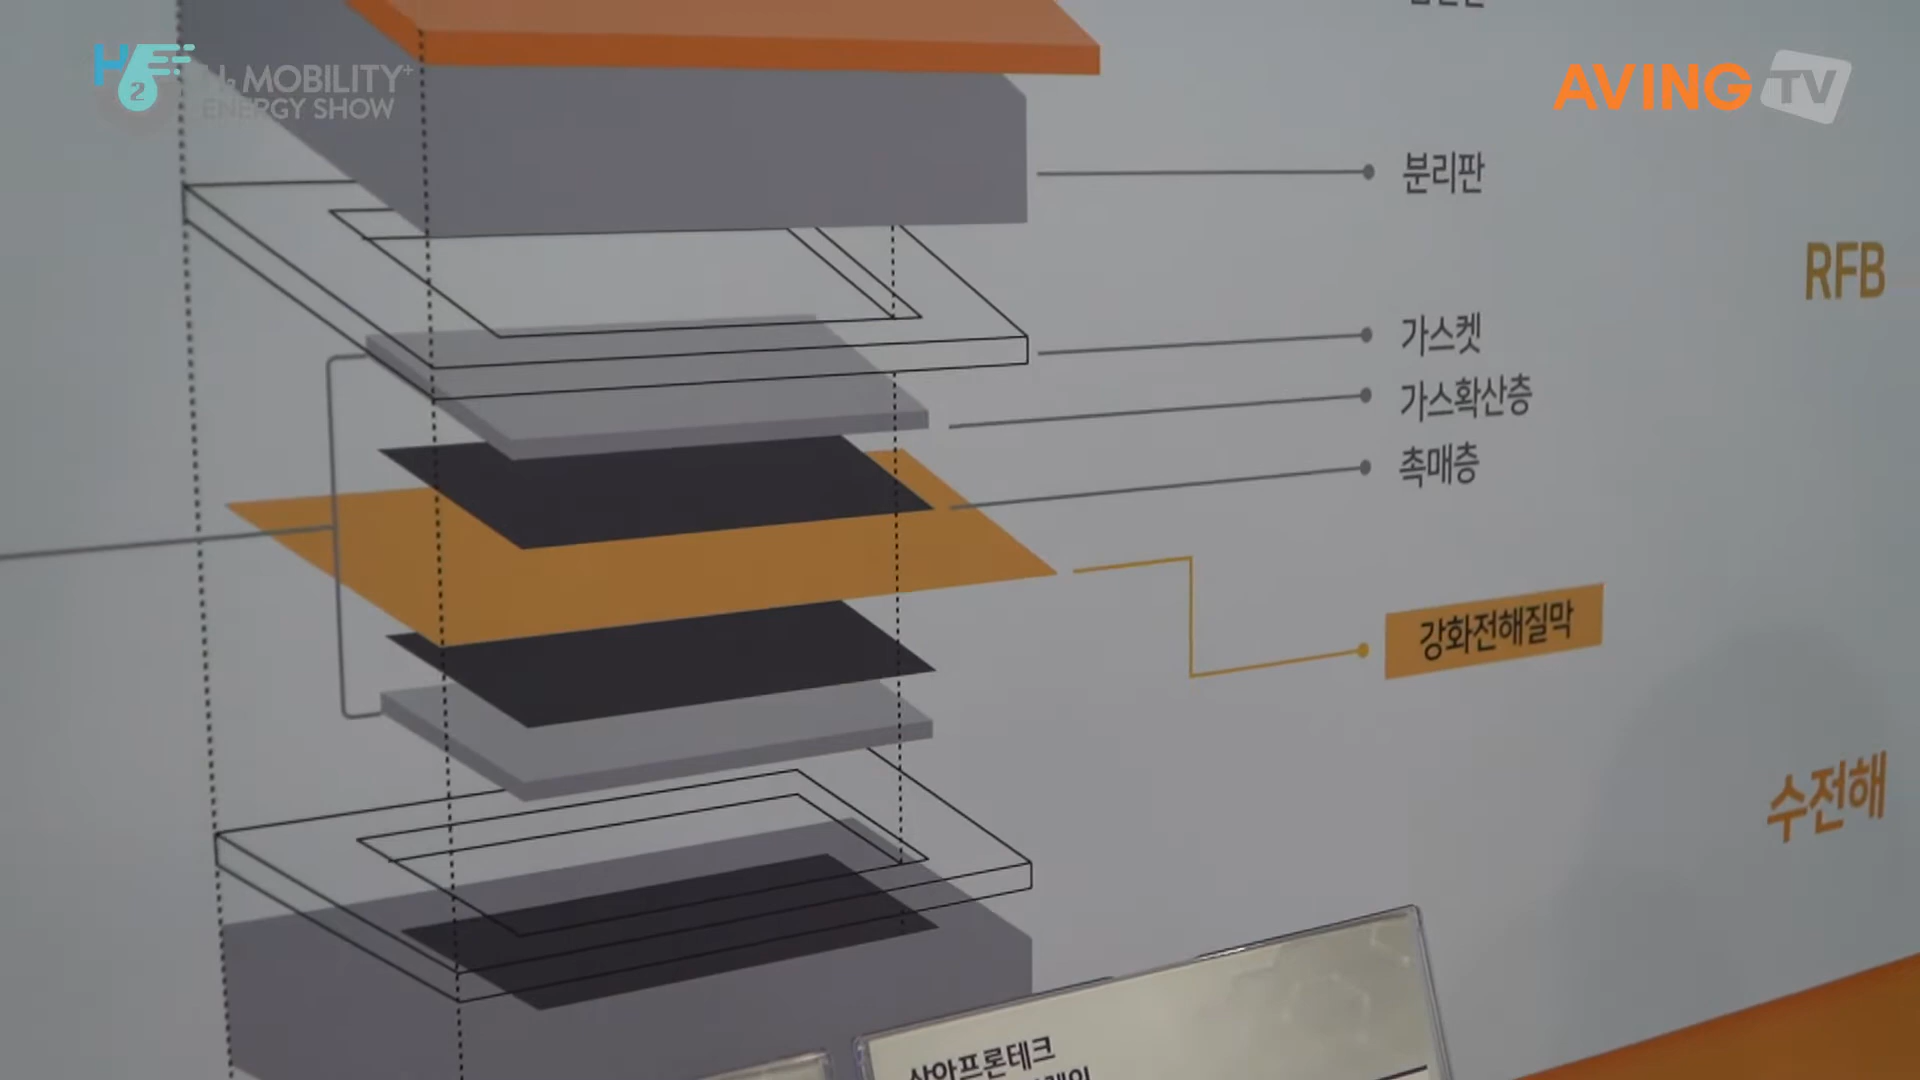 H2 MOBILITY+
ENERGY SHOW
AVING TV
분리판
RFB
가스켓
가스확산층
촉매층
강화전해질막
수전해
상아프론테크